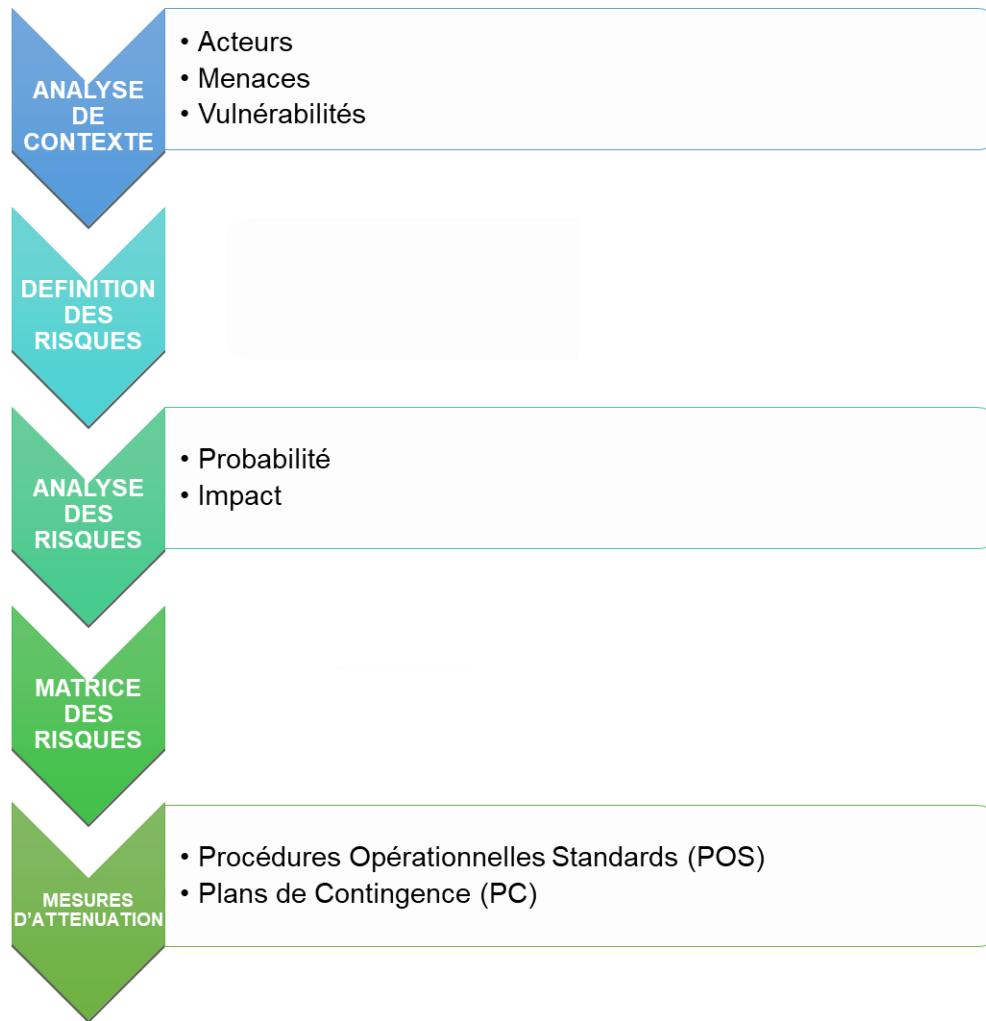 ANALYSE
DE
CONTEXTE
• Acteurs
• Menaces
• Vulnérabilités
DEFINITION
DES
RISQUES
ANALYSE
DES
RISQUES
• Probabilité
• Impact
MATRICE
DES
RISQUES
MESURES
D'ATTENUATION
• Procédures Opérationnelles Standards (POS)
• Plans de Contingence (PC)